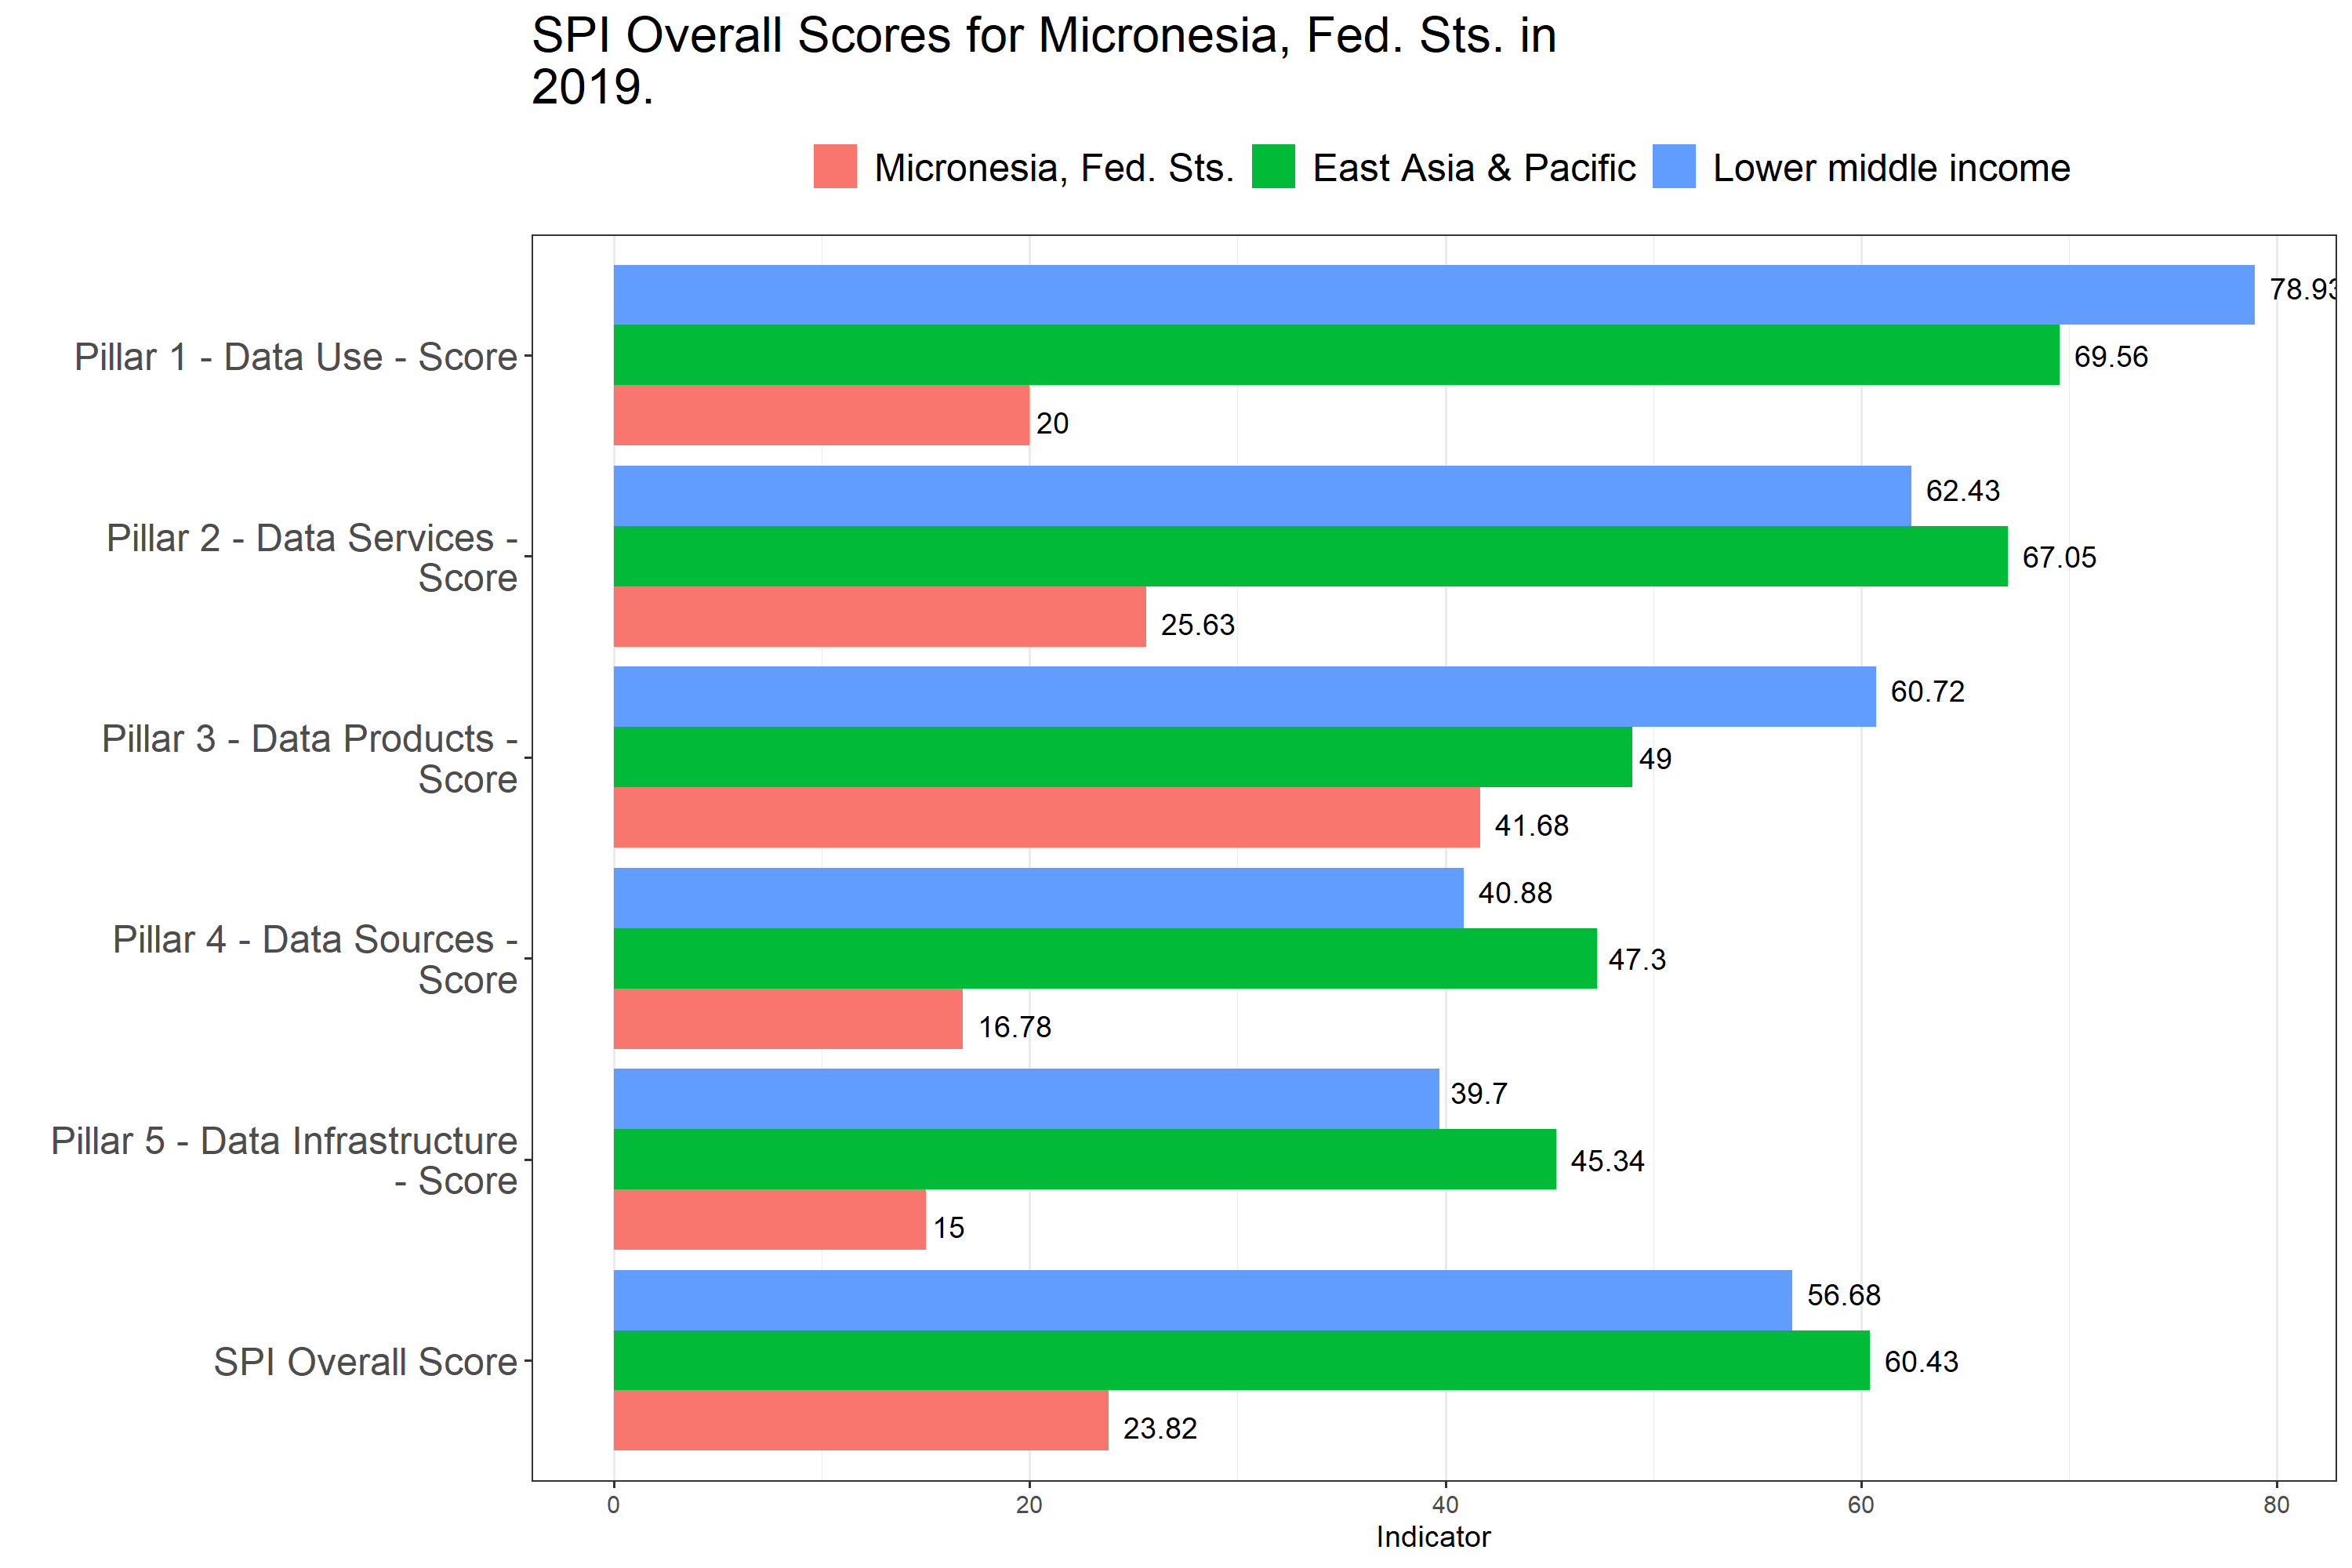 SPI Overall Scores for Micronesia, Fed. Sts. in
2019.
Micronesia, Fed. Sts. East Asia & Pacific Lower middle income
Pillar 1 - Data Use - Score
78.93
69.56
20
Pillar 2 - Data Services -
Score
62.43
67.05
25.63
Pillar 3 - Data Products -
Score
60.72
49
41.68
Pillar 4 - Data Sources -
Score
40.88
47.3
16.78
Pillar 5 - Data Infrastructure
- Score
39.7
45.34
15
SPI Overall Score
56.68
60.43
23.82
0 20 40 60 80
Indicator